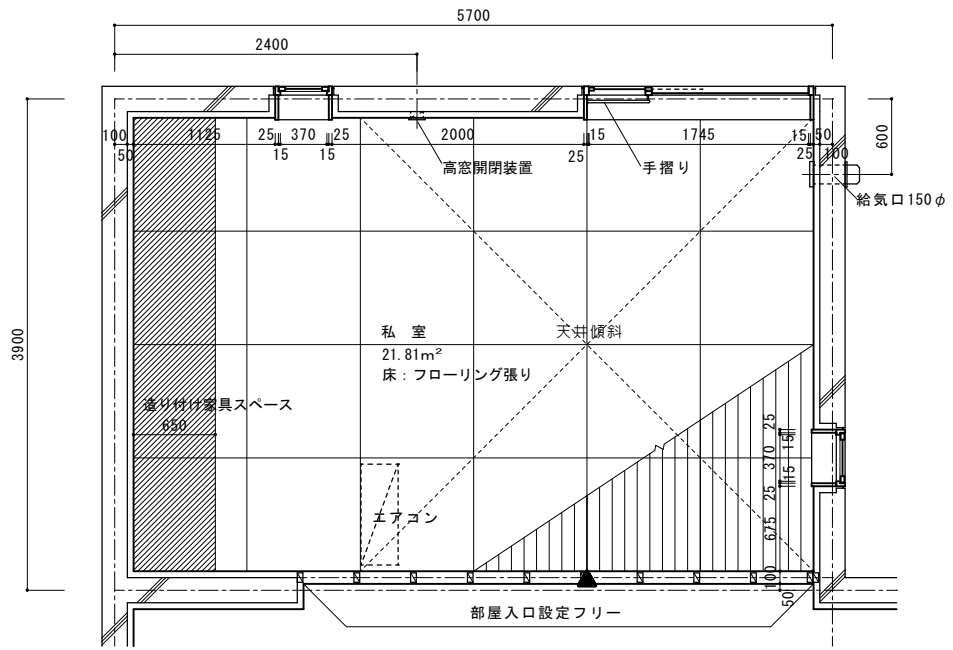 5700
2400
100
50
1125
25
370
25
15
15
2000
15
25
1745
15
50
25
100
600
高窓開閉装置
手摺り
給気口150φ
3900
私 室
21.81m²
床：フローリング張り
天井傾斜
造り付け家具スペース
650
エアコン
25
15
370
15
25
675
100
50
部屋入口設定フリー